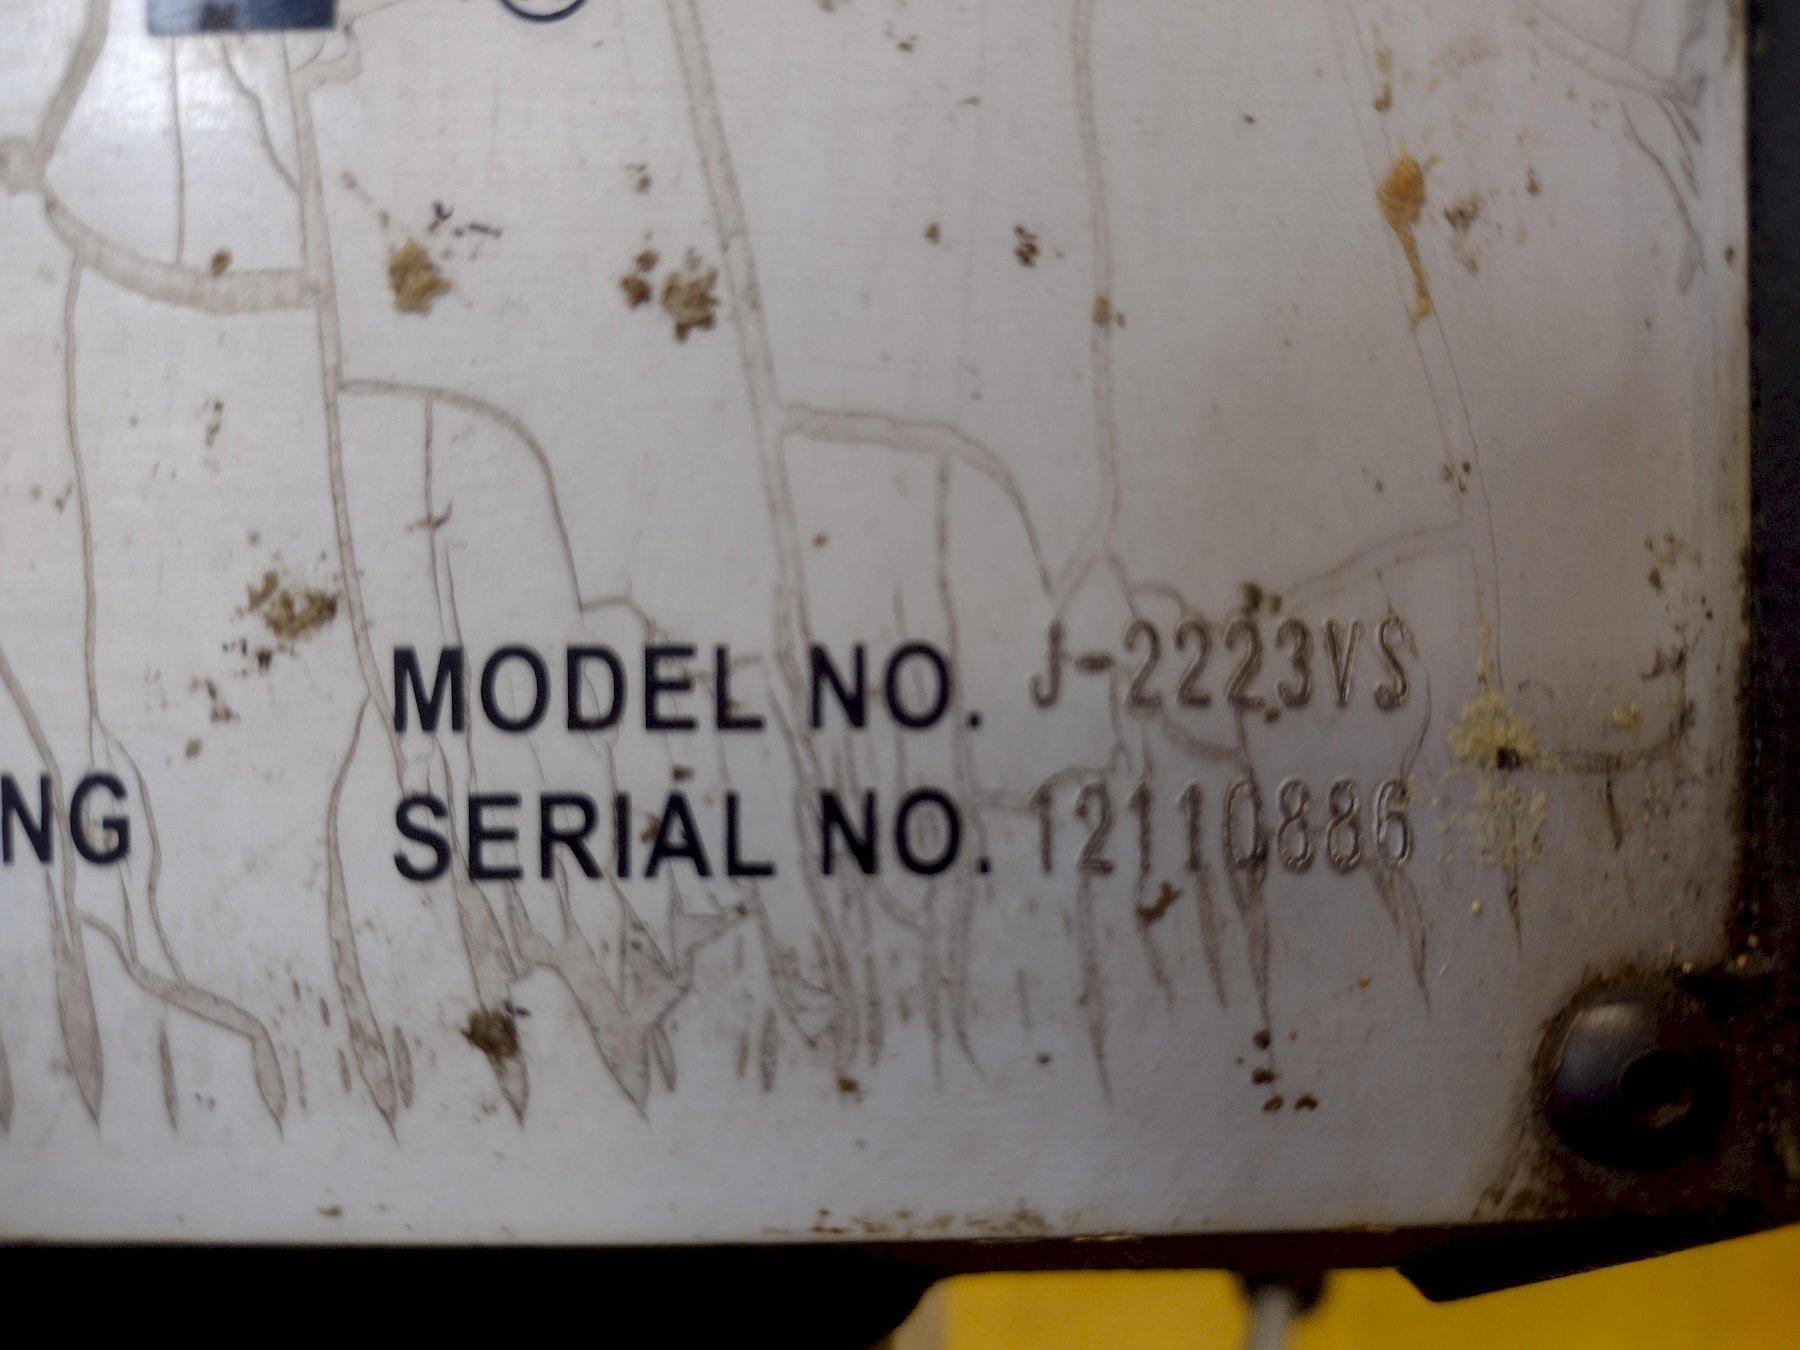 MODEL NO. J-2223VS
NG
SERIAL NO. 12110886